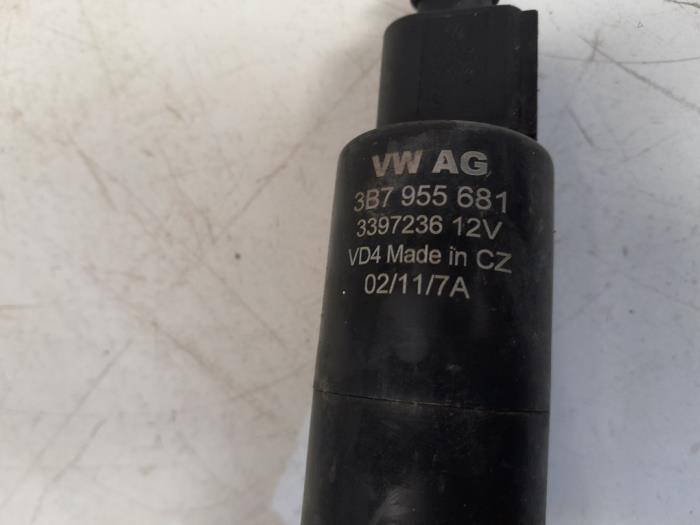 VW AG
3B7 955 681
3397236 12V
VD4 Made in CZ
02/11/7A